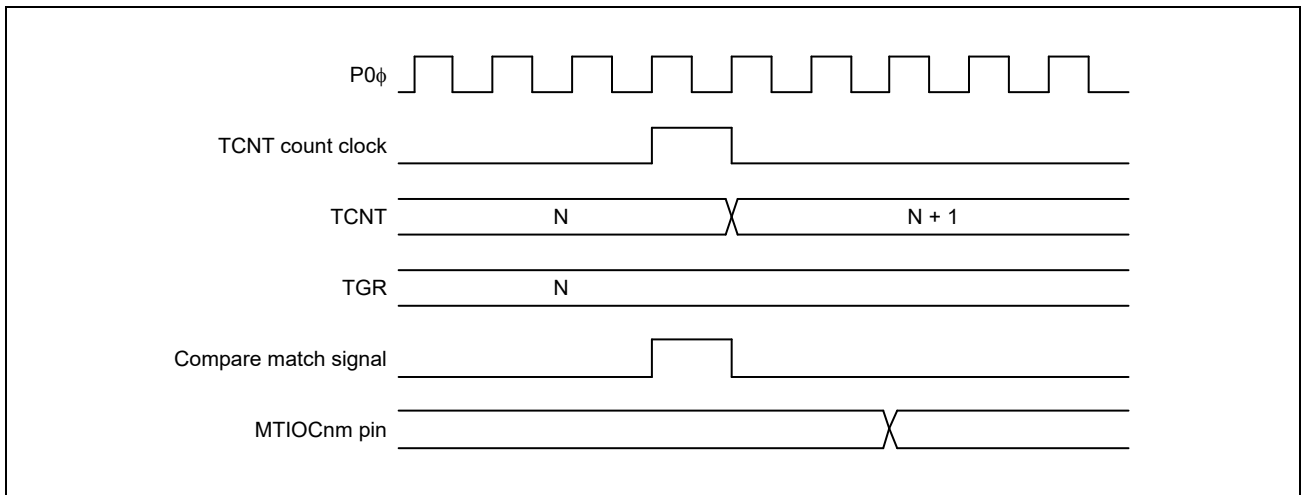 P0ϕ
TCNT count clock
TCNT N N + 1
TGR N
Compare match signal
MTIOCnm pin